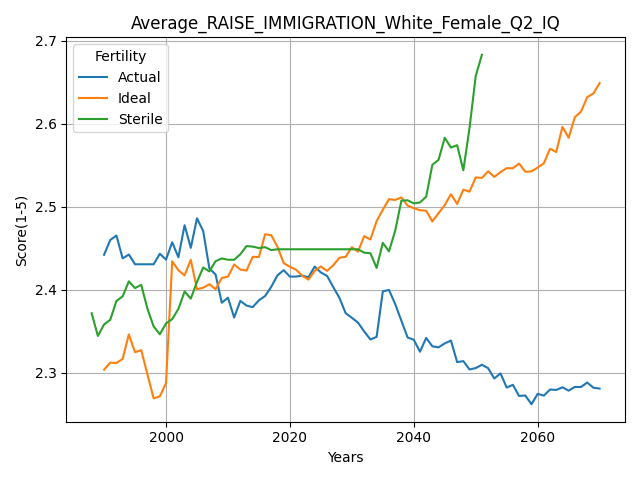 Average_RAISE_IMMIGRATION_White_Female_Q2_IQ
Fertility
Actual
Ideal
Sterile
Score(1-5)
2.7
2.6
2.5
2.4
2.3
2000 2020 2040 2060
Years